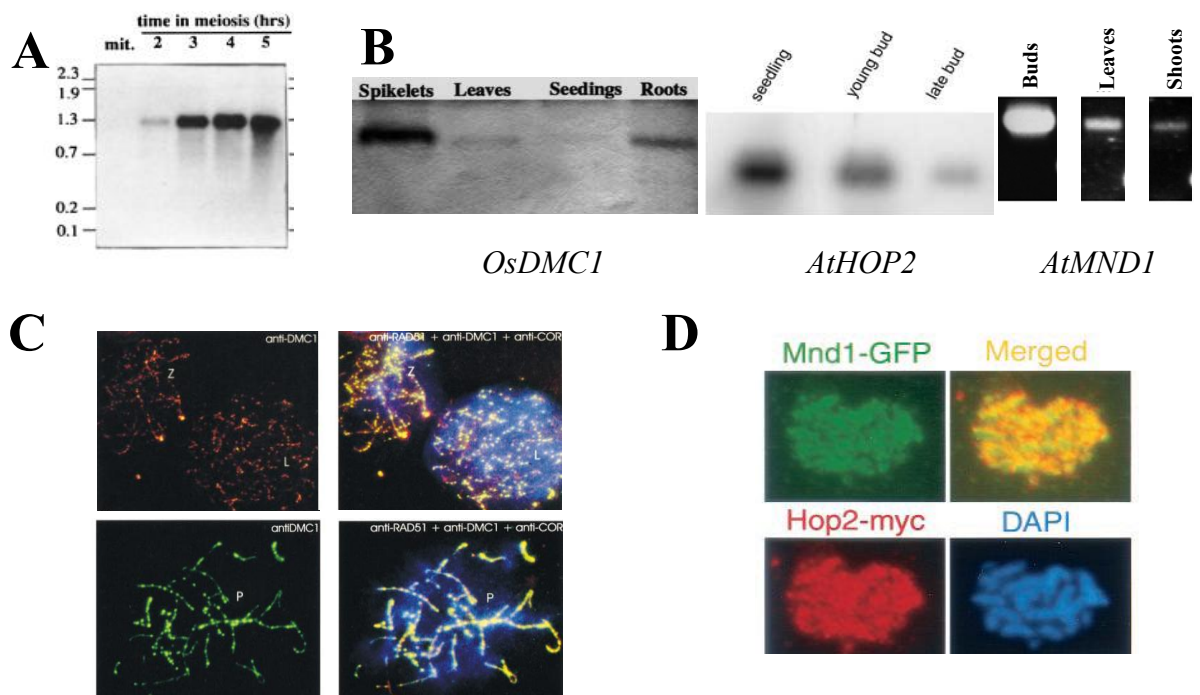 A
time in meiosis (hrs)
mit. 2 3 4 5
2.3
1.9
1.3
0.7
0.2
0.1
B
Spikelets Leaves Seedings Roots
seedling
young bud
late bud
Buds
Leaves
Shoots
OsDMC1
AtHOP2
AtMND1
C
anti-DMC1
Z
L
anti-RAD51 + anti-DMC1 + anti-COR
Z
L
antiDMC1
P
anti-RAD51 + anti-DMC1 + anti-COR
P
D
Mnd1-GFP
Merged
Hop2-myc
DAPI